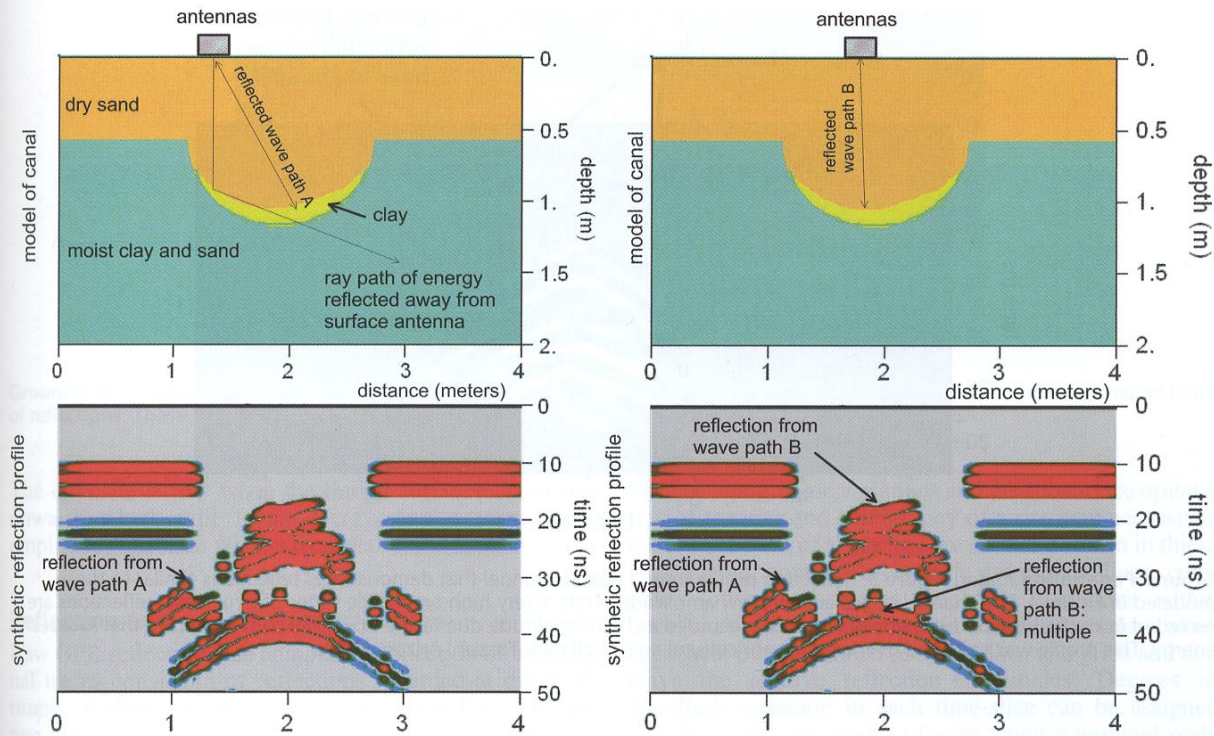 antennas
0.
dry sand
reflected wave path A
0.5
model of canal
depth (m)
1.
clay
moist clay and sand
ray path of energy
reflected away from
surface antenna
1.5
2.
0 1 2 3 4
distance (meters)
0
synthetic reflection profile
10
20
time (ns)
reflection from
wave path A
30
40
50
0 1 2 3 4
antennas
0.
reflected
wave path B
0.5
model of canal
depth (m)
1.
1.5
2.
0 1 2 3 4
distance (meters)
0
reflection from
wave path B
synthetic reflection profile
10
20
time (ns)
reflection from
wave path A
30
reflection
from wave
path B:
multiple
40
50
0 1 2 3 4